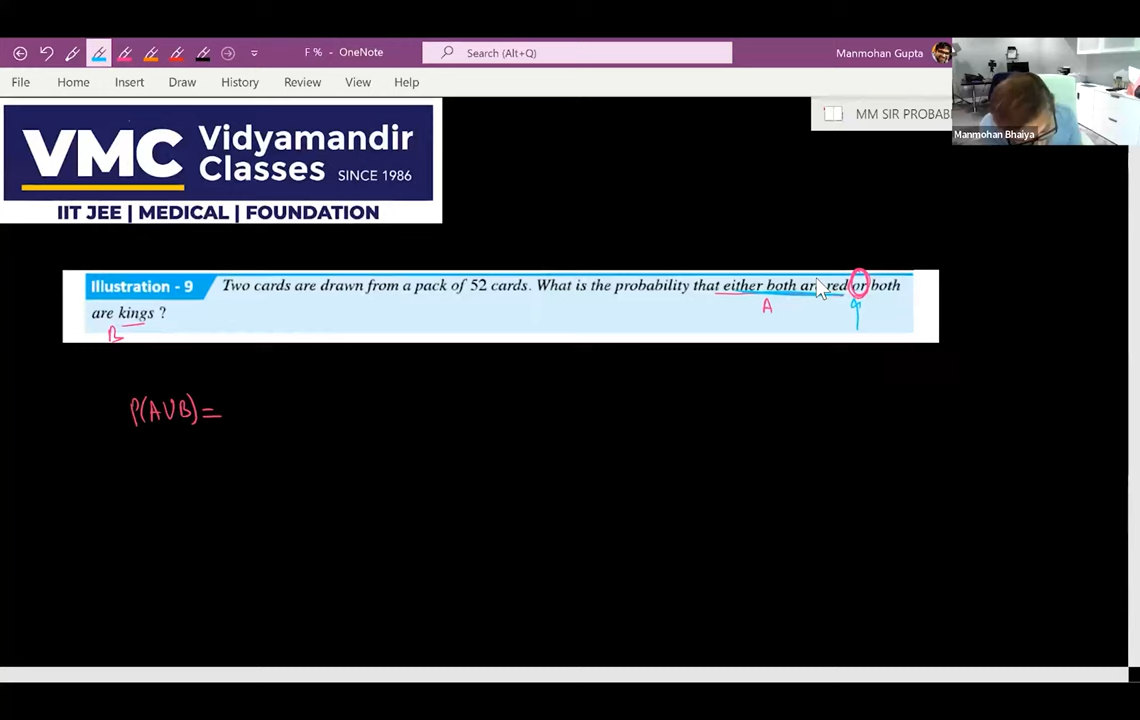 F % - OneNote
Search (Alt+Q)
Manmohan Gupta
File Home Insert Draw History Review View Help
MM SIR PROBAB
Manmohan Bhaiya
VMC Vidyamandir Classes SINCE 1986
IIT JEE | MEDICAL | FOUNDATION
Illustration - 9 Two cards are drawn from a pack of 52 cards. What is the probability that either both are red or both
are kings ?
A
B
P(A∪B)=